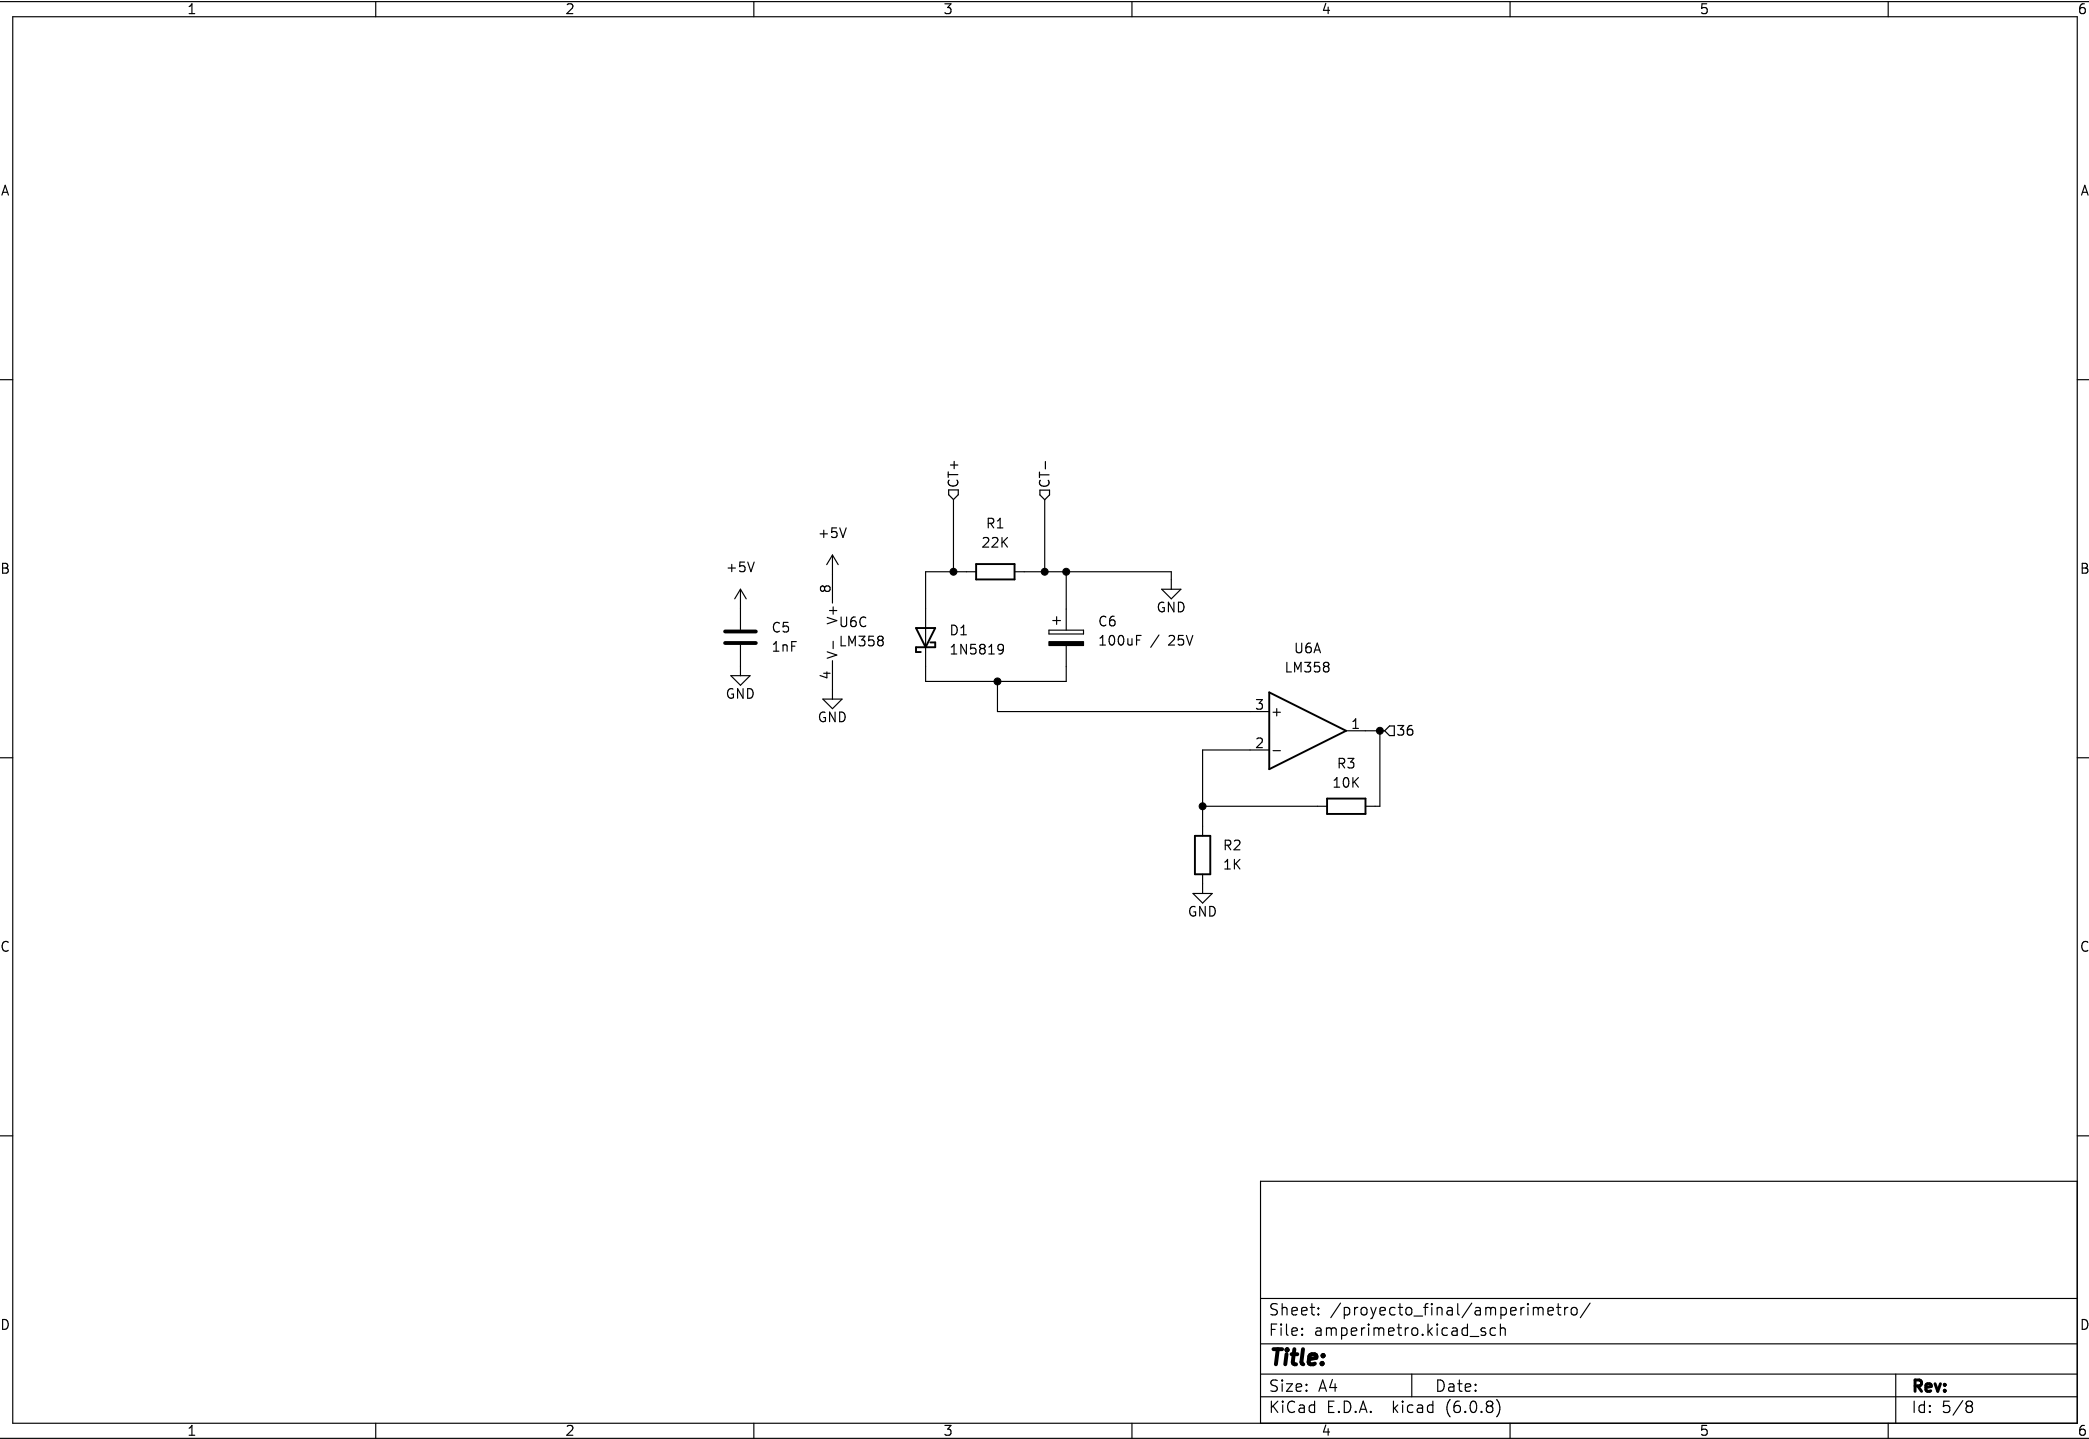 1 2 3 4 5 6
A A
B B
C C
D D
CT+
CT-
R1
22K
+5V
+5V
8
V+
U6C
LM358
V-
4
GND
C5
1nF
GND
D1
1N5819
+
C6
100uF / 25V
GND
U6A
LM358
3
+
2
-
1
36
R3
10K
R2
1K
GND
Sheet: /proyecto_final/amperimetro/
File: amperimetro.kicad_sch
Title:
Size: A4 Date: Rev:
KiCad E.D.A. kicad (6.0.8) Id: 5/8
1 2 3 4 5 6